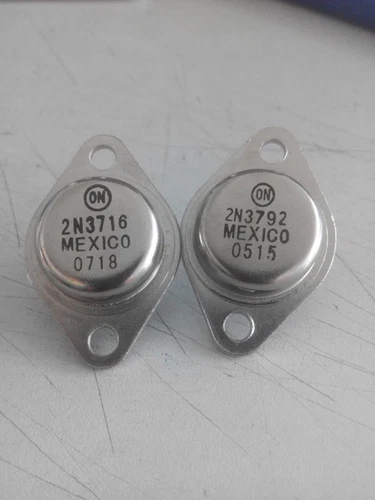 ON
2N3716
MEXICO
0718
ON
2N3792
MEXICO
0515